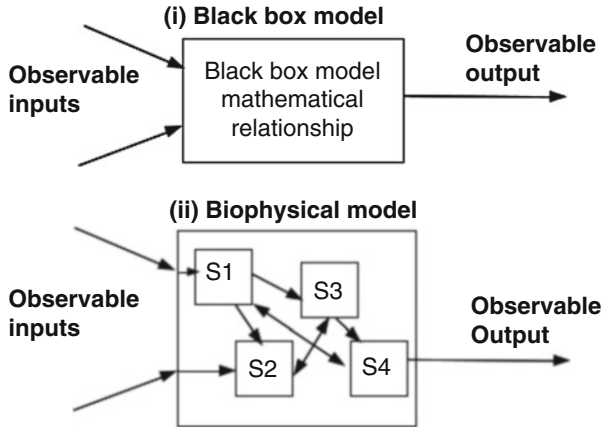 (i) Black box model
Observable
inputs
Black box model
mathematical
relationship
Observable
output
(ii) Biophysical model
Observable
inputs
S1
S3
S2
S4
Observable
Output